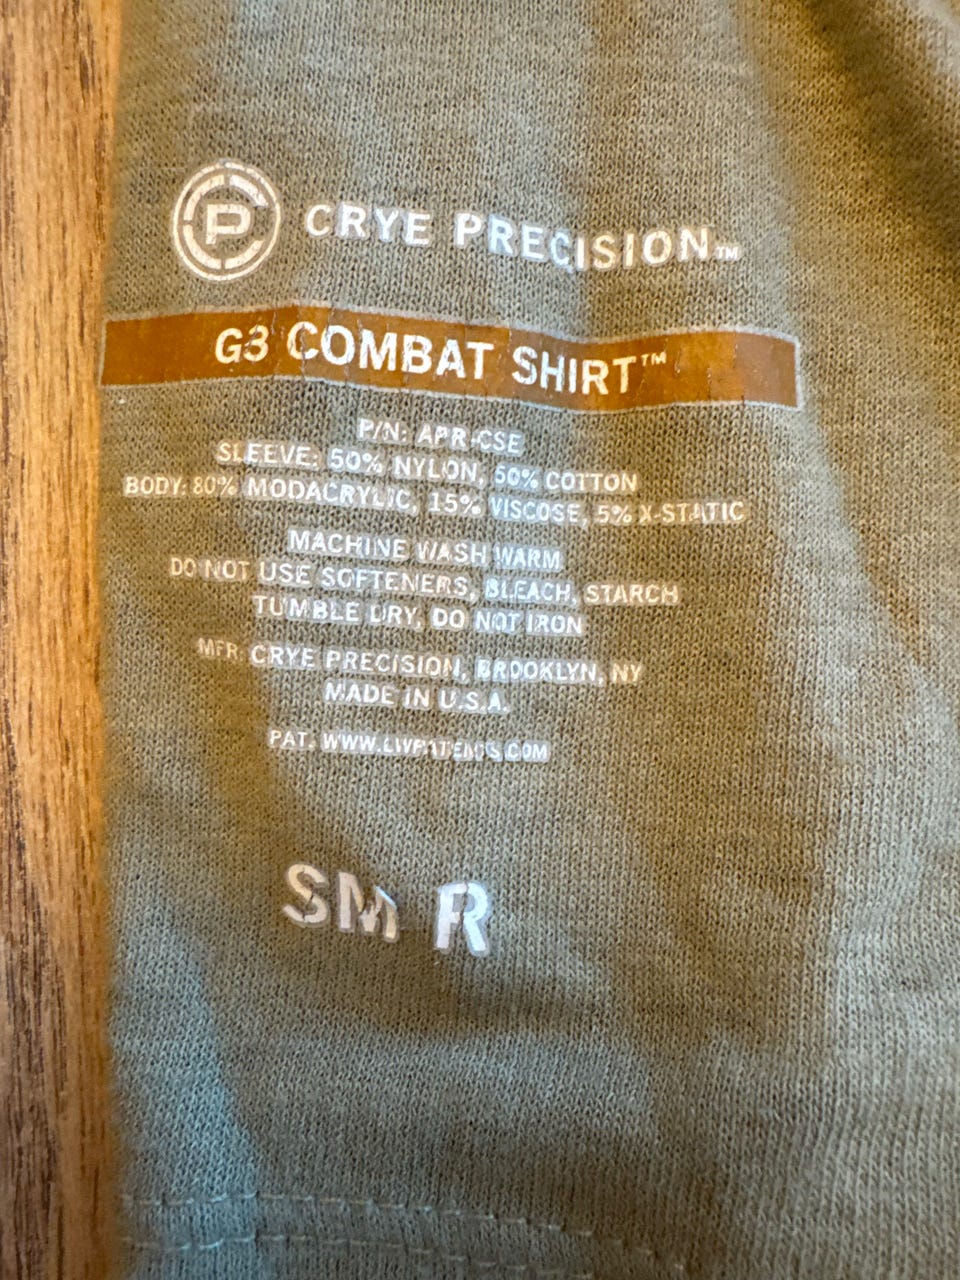 CP CRYE PRECISION™
G3 COMBAT SHIRT™
P/N: APR-CSE
SLEEVE: 50% NYLON, 50% COTTON
BODY: 80% MODACRYLIC, 15% VISCOSE, 5% X-STATIC
MACHINE WASH WARM
DO NOT USE SOFTENERS, BLEACH, STARCH
TUMBLE DRY, DO NOT IRON
MFR: CRYE PRECISION, BROOKLYN, NY
MADE IN U.S.A.
PAT.
SM R